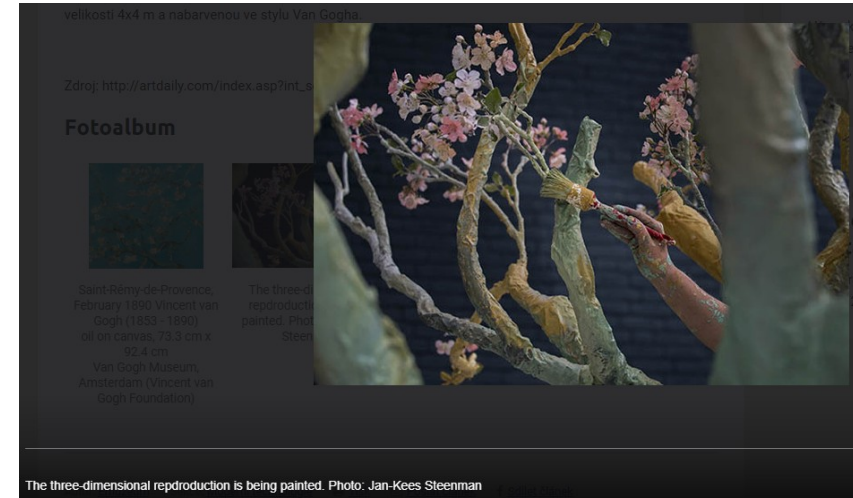 velikosti 4x4 m a nabarvenou ve stylu Van Gogha.
Zdroj: http://artdaily.com/index.asp?int_s
Fotoalbum
Saint-Rémy-de-Provence,
February 1890 Vincent van
Gogh (1853 - 1890)
oil on canvas, 73.3 cm x
92.4 cm
Van Gogh Museum,
Amsterdam (Vincent van
Gogh Foundation)
The three-di
repdroducti
painted. Phot
Steen
The three-dimensional repdroduction is being painted. Photo: Jan-Kees Steenman